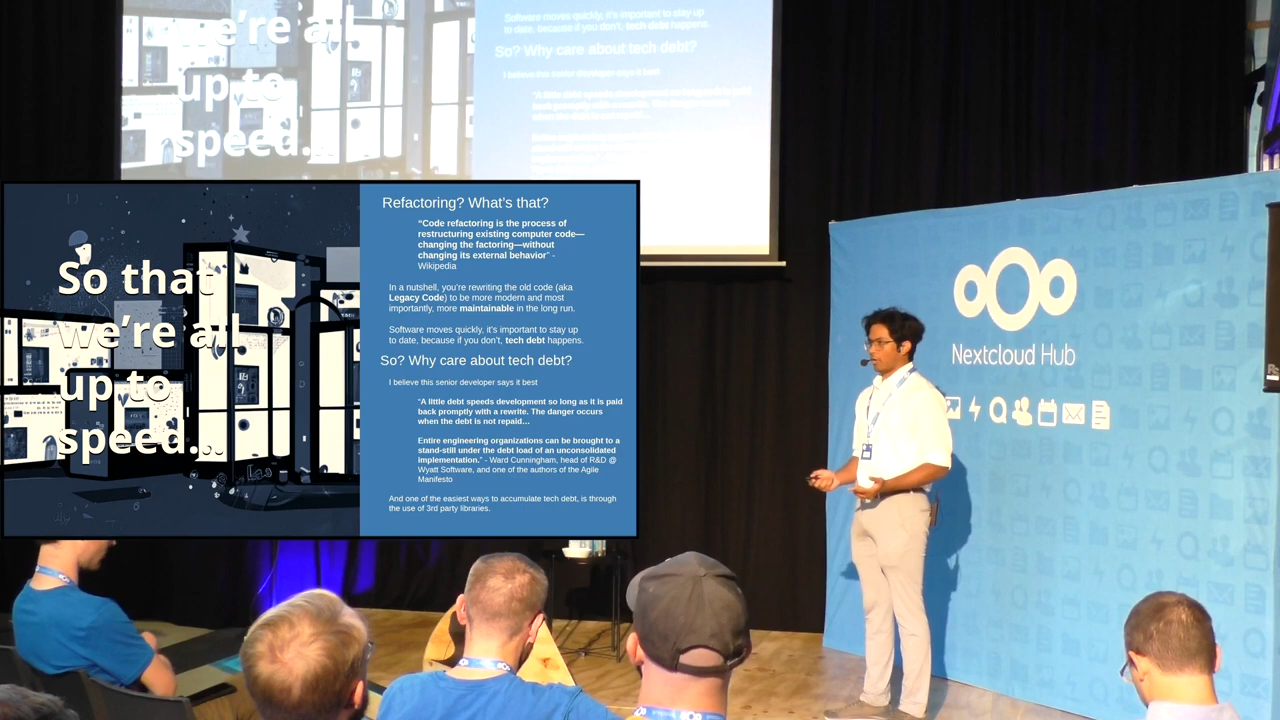 we're all
up to
speed...
Software moves quickly, it's important to stay up
to date, because if you don't, tech debt happens.
So? Why care about tech debt?
I believe this senior developer says it best
So that
we're all
up to
speed...
Refactoring? What's that?
“Code refactoring is the process of
restructuring existing computer code—
changing the factoring—without
changing its external behavior” -
Wikipedia
In a nutshell, you're rewriting the old code (aka
Legacy Code) to be more modern and most
importantly, more maintainable in the long run.
Software moves quickly, it's important to stay up
to date, because if you don't, tech debt happens.
So? Why care about tech debt?
I believe this senior developer says it best
“A little debt speeds development so long as it is paid
back promptly with a rewrite. The danger occurs
when the debt is not repaid…
Entire engineering organizations can be brought to a
stand-still under the debt load of an unconsolidated
implementation.” - Ward Cunningham, head of R&D @
Wyatt Software, and one of the authors of the Agile
Manifesto
And one of the easiest ways to accumulate tech debt, is through
the use of 3rd party libraries.
Nextcloud Hub